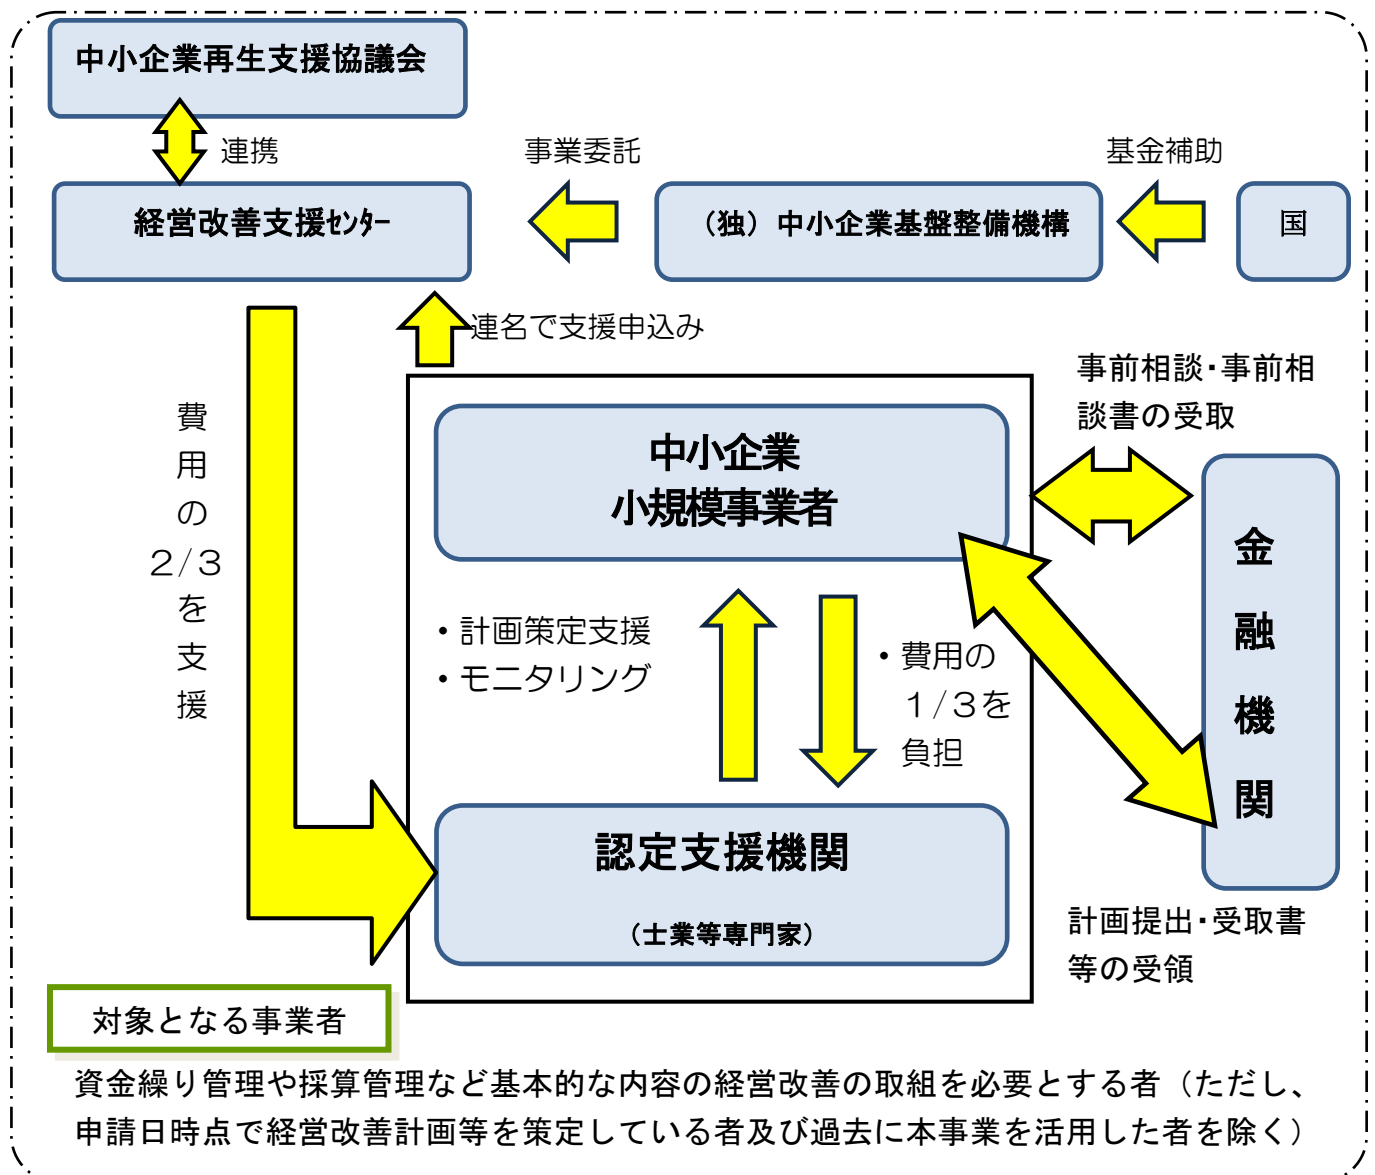 中小企業再生支援協議会
連携
事業委託
基金補助
経営改善支援ｾﾝﾀｰ
（独）中小企業基盤整備機構
国
連名で支援申込み
事前相談・事前相
談書の受取
費用の2/3を支援
中小企業
小規模事業者
金融機関
・計画策定支援
・モニタリング
・費用の
１/３を
負担
認定支援機関
（士業等専門家）
計画提出・受取書
等の受領
対象となる事業者
資金繰り管理や採算管理など基本的な内容の経営改善の取組を必要とする者（ただし、
申請日時点で経営改善計画等を策定している者及び過去に本事業を活用した者を除く）